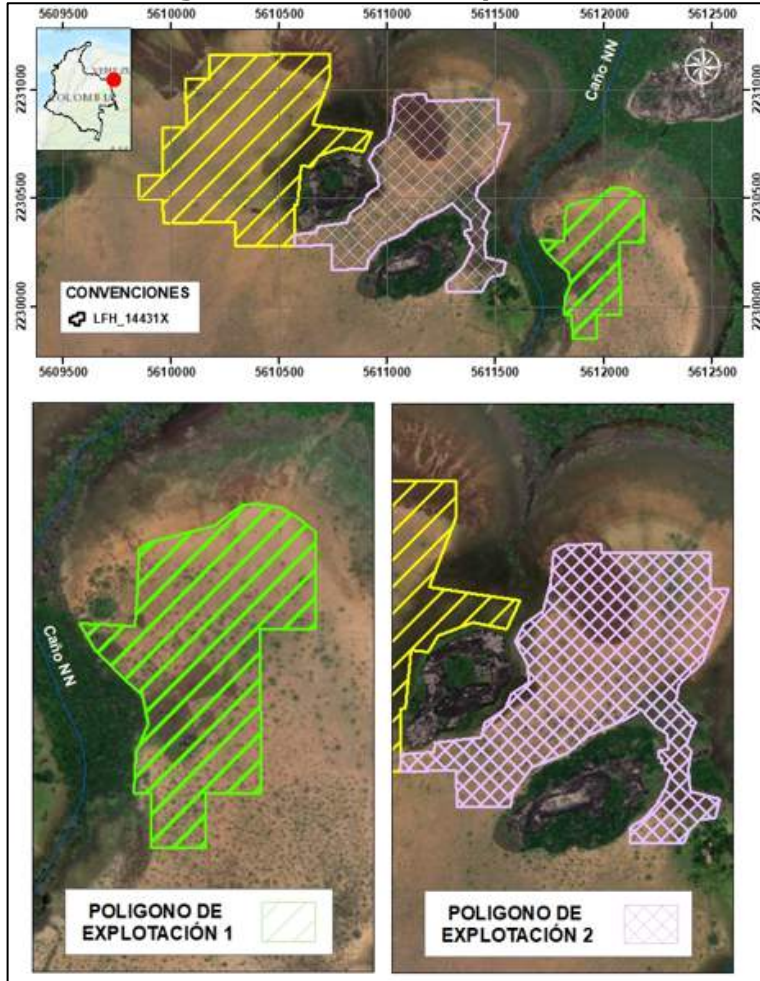 5609500 5610000 5610500 5611000 5611500 5612000 5612500
COLOMBIA
Caño NN
2231000 2231000
2230500 2230500
2230000 2230000
CONVENCIONES
LFH_14431X
5609500 5610000 5610500 5611000 5611500 5612000 5612500
Caño NN
POLIGONO DE
EXPLOTACIÓN 1
POLIGONO DE
EXPLOTACIÓN 2